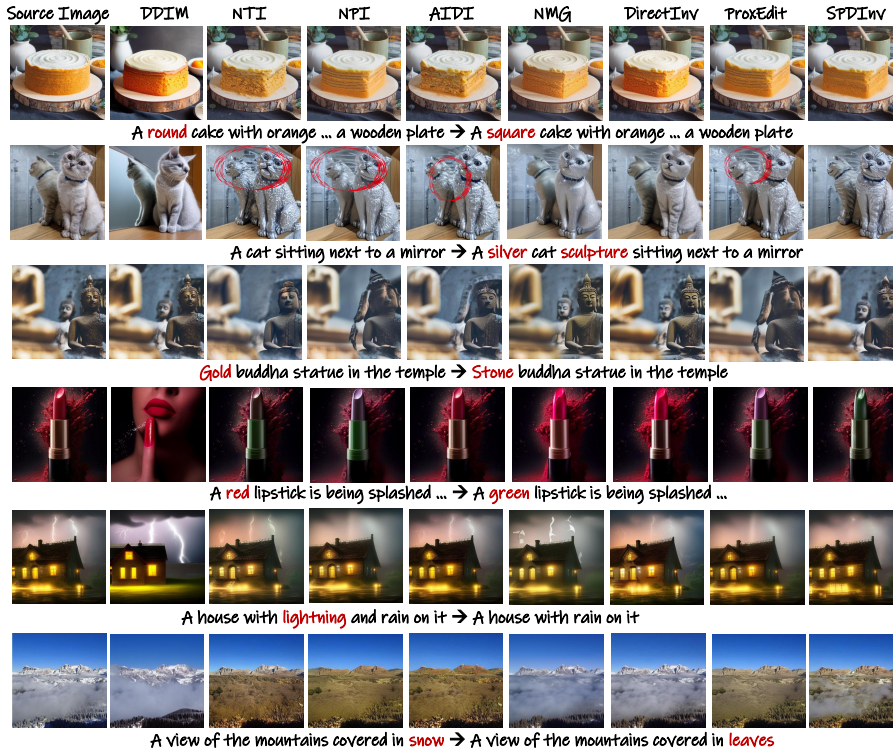 Source Image DDIM NTI NPI AIDI NMG DirectInv ProxEdit SPDInv
A round cake with orange ... a wooden plate → A square cake with orange ... a wooden plate
A cat sitting next to a mirror → A silver cat sculpture sitting next to a mirror
Gold buddha statue in the temple → Stone buddha statue in the temple
A red lipstick is being splashed ... → A green lipstick is being splashed ...
A house with lightning and rain on it → A house with rain on it
A view of the mountains covered in snow → A view of the mountains covered in leaves